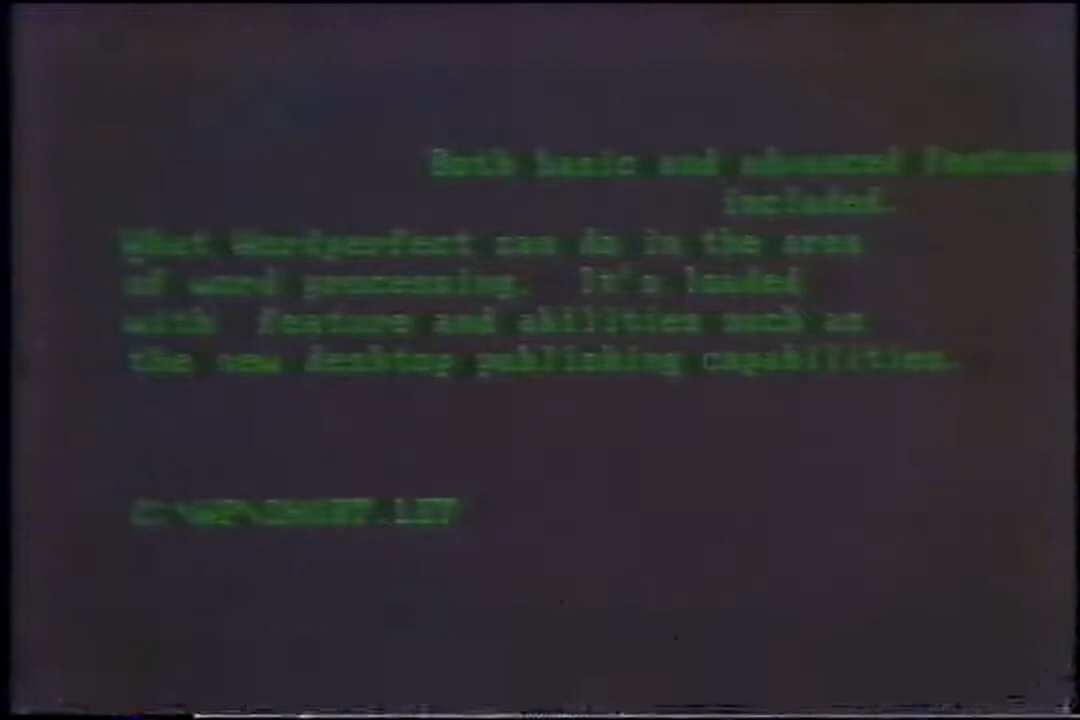 Both basic and advanced features
included.
What Wordperfect can do in the area
of word processing. It's loaded
with feature and abilities such as
the new desktop publishing capabilities.